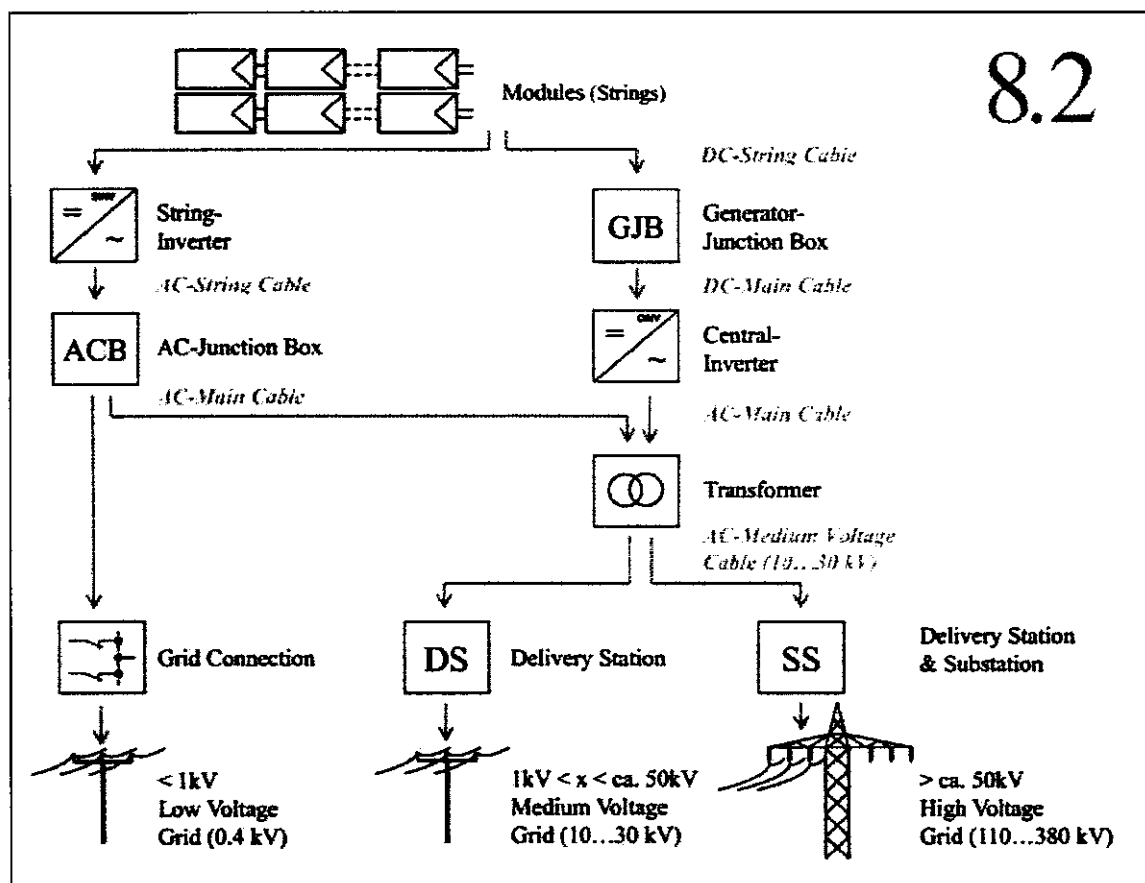 8.2
Modules (Strings)
DC-String Cable
String-
Inverter
GJB
Generator-
Junction Box
AC-String Cable
DC-Main Cable
ACB
AC-Junction Box
Central-
Inverter
AC-Main Cable
AC-Main Cable
Transformer
AC-Medium Voltage
Cable (10…30 kV)
Grid Connection
DS
Delivery Station
SS
Delivery Station
& Substation
< 1kV
Low Voltage
Grid (0.4 kV)
1kV < x < ca. 50kV
Medium Voltage
Grid (10…30 kV)
> ca. 50kV
High Voltage
Grid (110…380 kV)